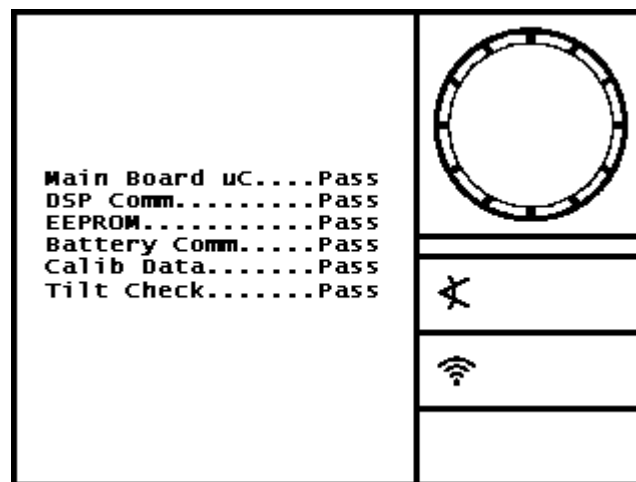 Main Board uC....Pass
DSP Comm.........Pass
EEPROM...........Pass
Battery Comm.....Pass
Calib Data.......Pass
Tilt Check.......Pass